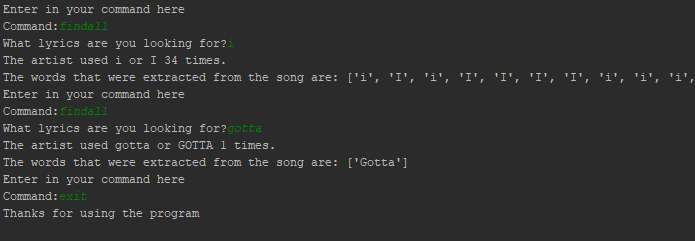 Enter in your command here
Command:findall
What lyrics are you looking for?i
The artist used i or I 34 times.
The words that were extracted from the song are: ['i', 'I', 'i', 'I', 'I', 'I', 'I', 'i', 'i', 'i',
Enter in your command here
Command:findall
What lyrics are you looking for?gotta
The artist used gotta or GOTTA 1 times.
The words that were extracted from the song are: ['Gotta']
Enter in your command here
Command:exit
Thanks for using the program